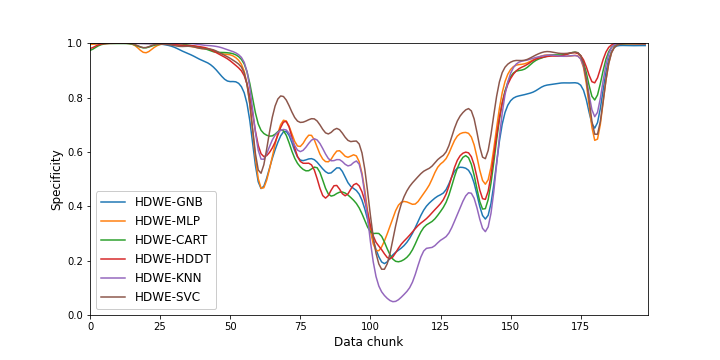 1.0
0.8
0.6
0.4
0.2
0.0
Specificity
HDWE-GNB
HDWE-MLP
HDWE-CART
HDWE-HDDT
HDWE-KNN
HDWE-SVC
0 25 50 75 100 125 150 175
Data chunk